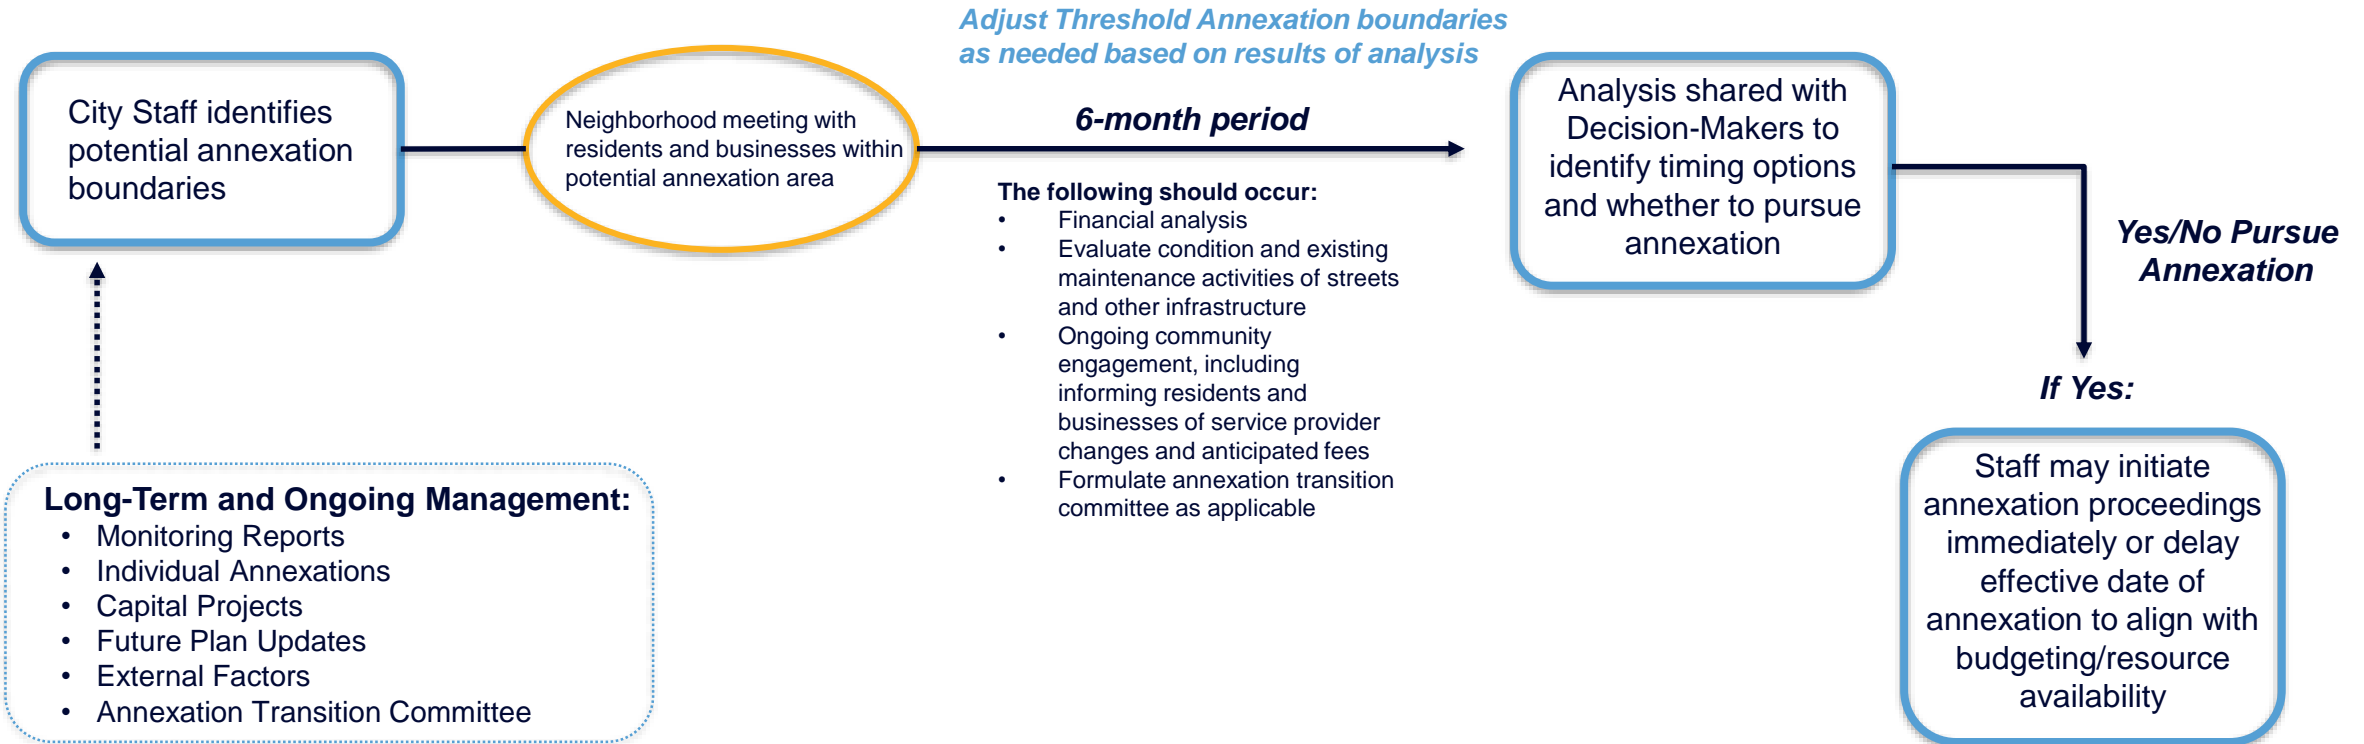 City Staff identifies
potential annexation
boundaries
Neighborhood meeting with
residents and businesses within
potential annexation area
Adjust Threshold Annexation boundaries
as needed based on results of analysis
6-month period
The following should occur:
• Financial analysis
• Evaluate condition and existing
maintenance activities of streets
and other infrastructure
• Ongoing community
engagement, including
informing residents and
businesses of service provider
changes and anticipated fees
• Formulate annexation transition
committee as applicable
Analysis shared with
Decision-Makers to
identify timing options
and whether to pursue
annexation
Yes/No Pursue
Annexation
If Yes:
Staff may initiate
annexation proceedings
immediately or delay
effective date of
annexation to align with
budgeting/resource
availability
Long-Term and Ongoing Management:
• Monitoring Reports
• Individual Annexations
• Capital Projects
• Future Plan Updates
• External Factors
• Annexation Transition Committee